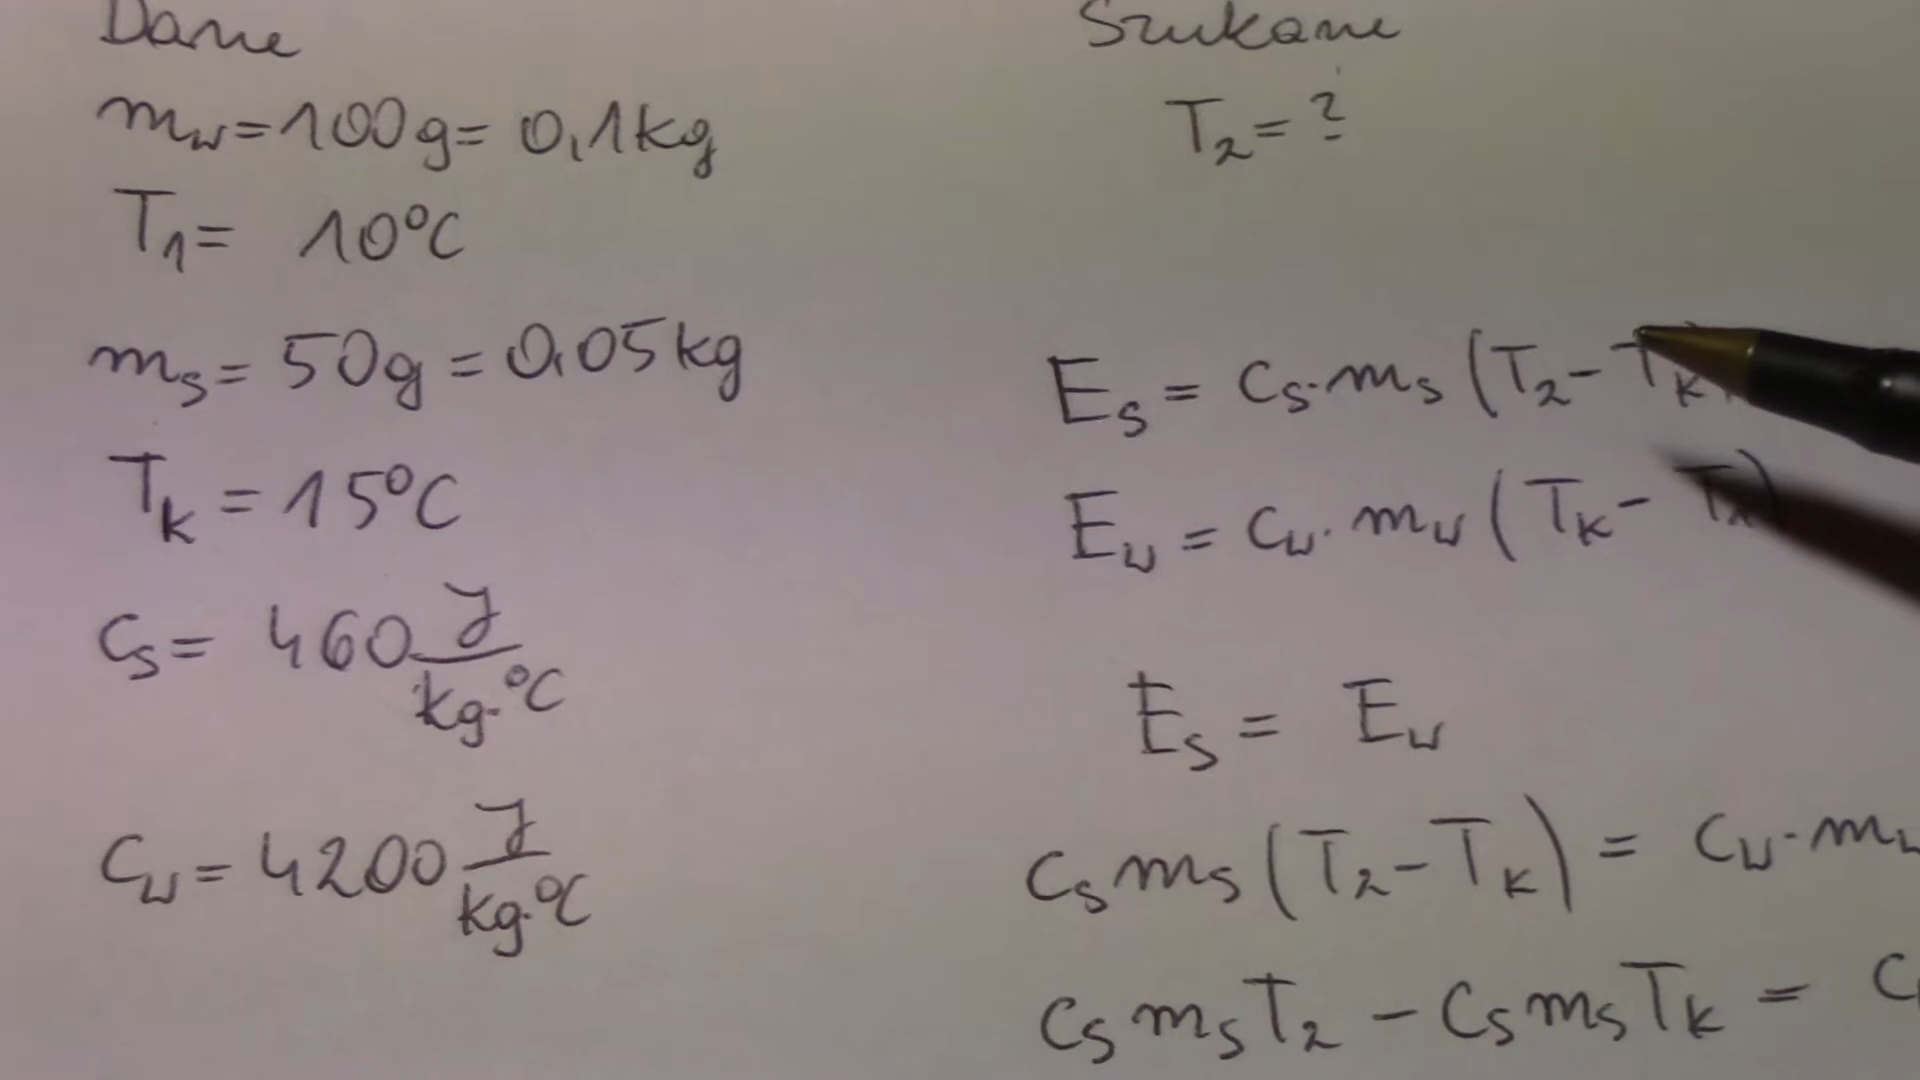 Dane
m_w = 100g = 0,1kg
T_1 = 10°C
m_s = 50g = 0,05kg
T_k = 15°C
c_s = 460 J/kg·°C
c_w = 4200 J/kg·°C
Szukane
T_2 = ?
E_s = c_s·m_s (T_2 - T_k
E_w = c_w·m_w (T_k - T_1)
E_s = E_w
c_s m_s (T_2 - T_k) = c_w·m_w
c_s m_s T_2 - c_s m_s T_k = c